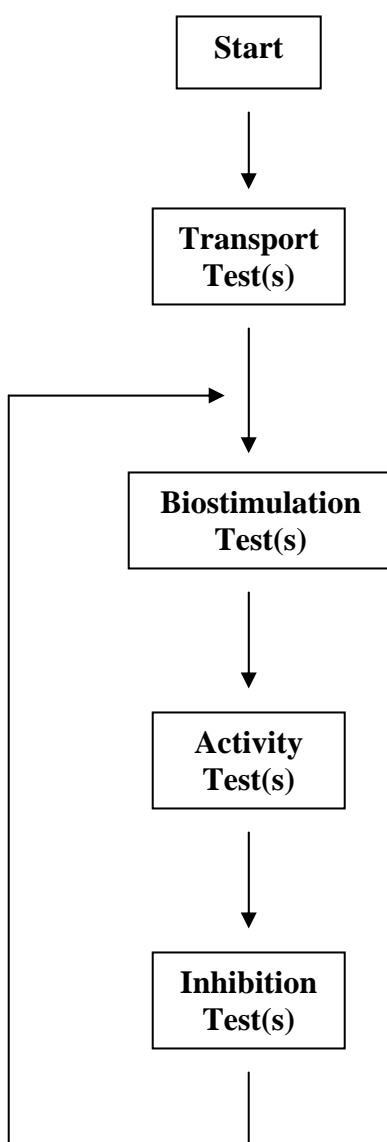 Start
Transport
Test(s)
Biostimulation
Test(s)
Activity
Test(s)
Inhibition
Test(s)